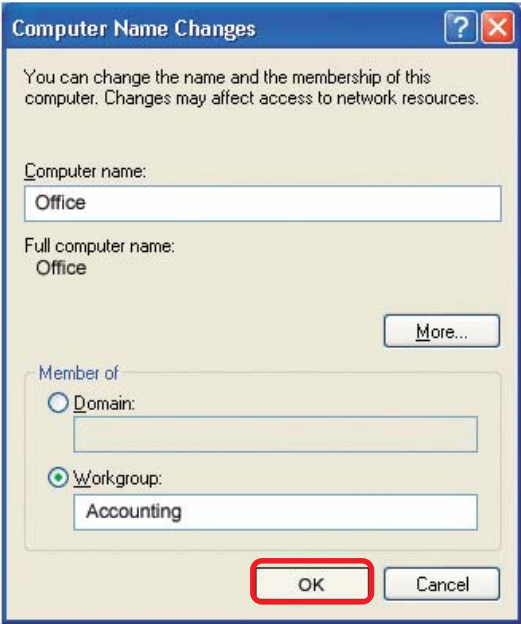 Computer Name Changes
You can change the name and the membership of this
computer. Changes may affect access to network resources.
Computer name:
Office
Full computer name:
Office
More...
Member of
Domain:
Workgroup:
Accounting
OK Cancel